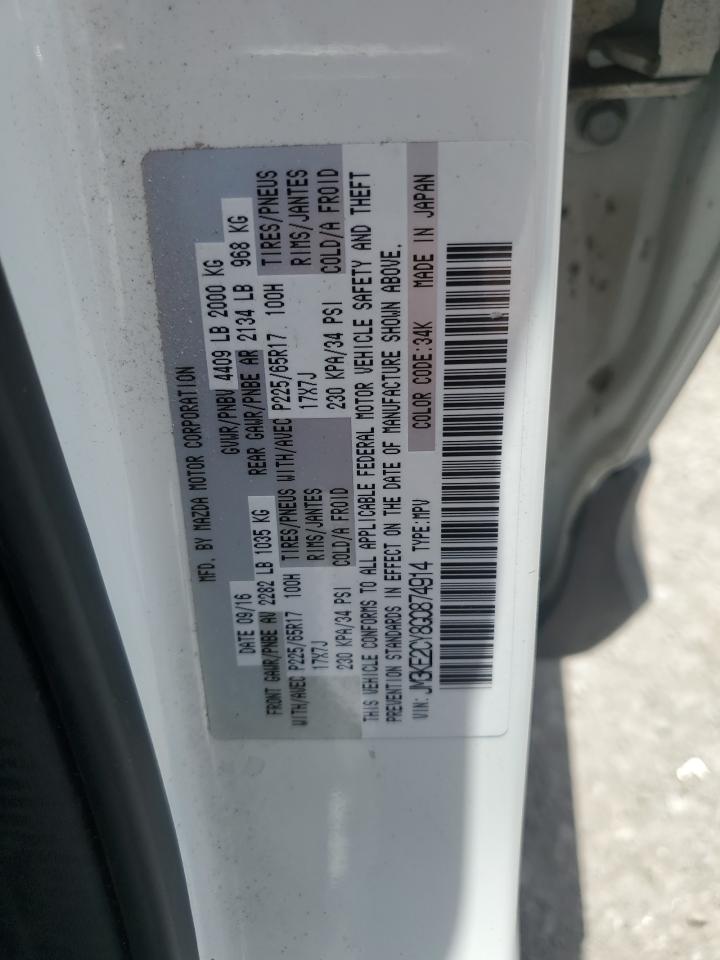 MFD. BY MAZDA MOTOR CORPORATION
DATE 09/16 GVWR/PNBV 4409 LB 2000 KG
FRONT GAWR/PNBE AV 2282 LB 1035 KG REAR GAWR/PNBE AR 2134 LB 968 KG
WITH/AVEC P225/65R17 100H TIRES/PNEUS WITH/AVEC P225/65R17 100H TIRES/PNEUS
17X7J RIMS/JANTES 17X7J RIMS/JANTES
230 KPA/34 PSI COLD/A FROID 230 KPA/34 PSI COLD/A FROID
THIS VEHICLE CONFORMS TO ALL APPLICABLE FEDERAL MOTOR VEHICLE SAFETY AND THEFT
PREVENTION STANDARDS IN EFFECT ON THE DATE OF MANUFACTURE SHOWN ABOVE.
VIN: JM3KE2CY8G0874914 TYPE:MPV COLOR CODE:34K MADE IN JAPAN